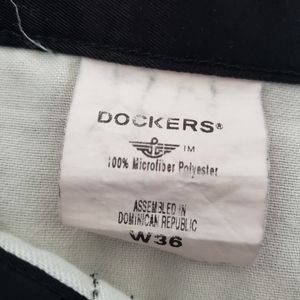 DOCKERS®
TM
100% Microfiber Polyester
ASSEMBLED IN
DOMINICAN REPUBLIC
W36